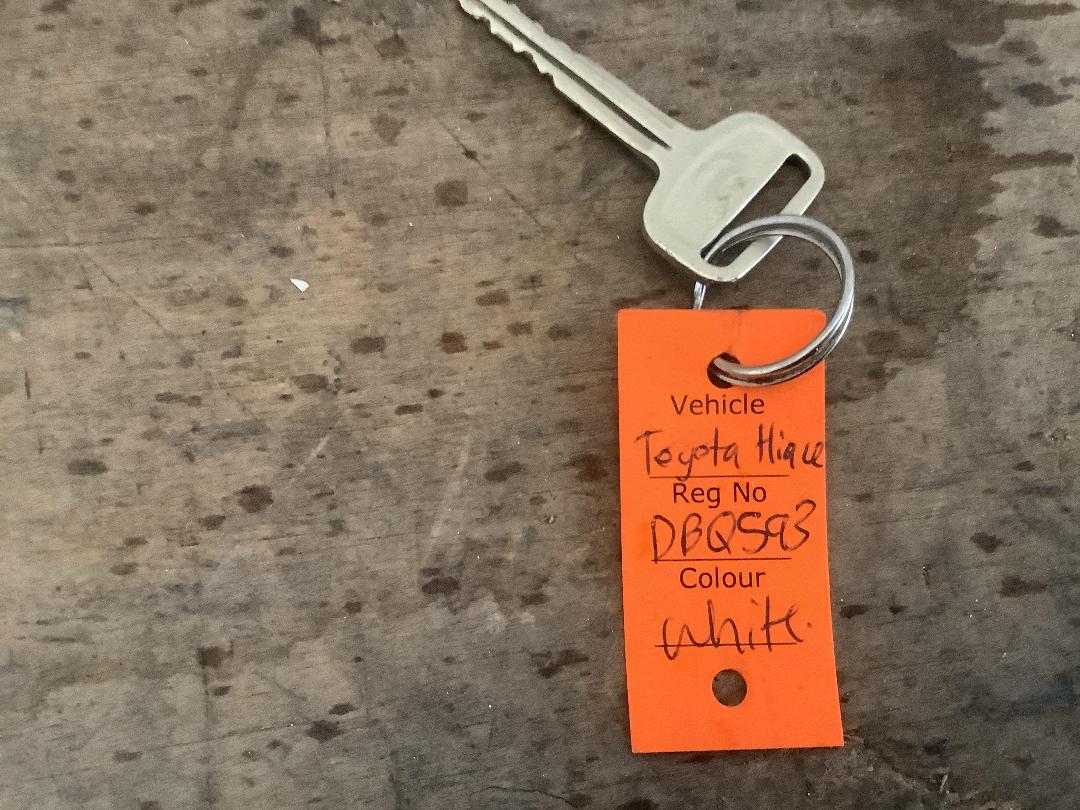 Vehicle
Toyota Hiace
Reg No
DBQ593
Colour
White.